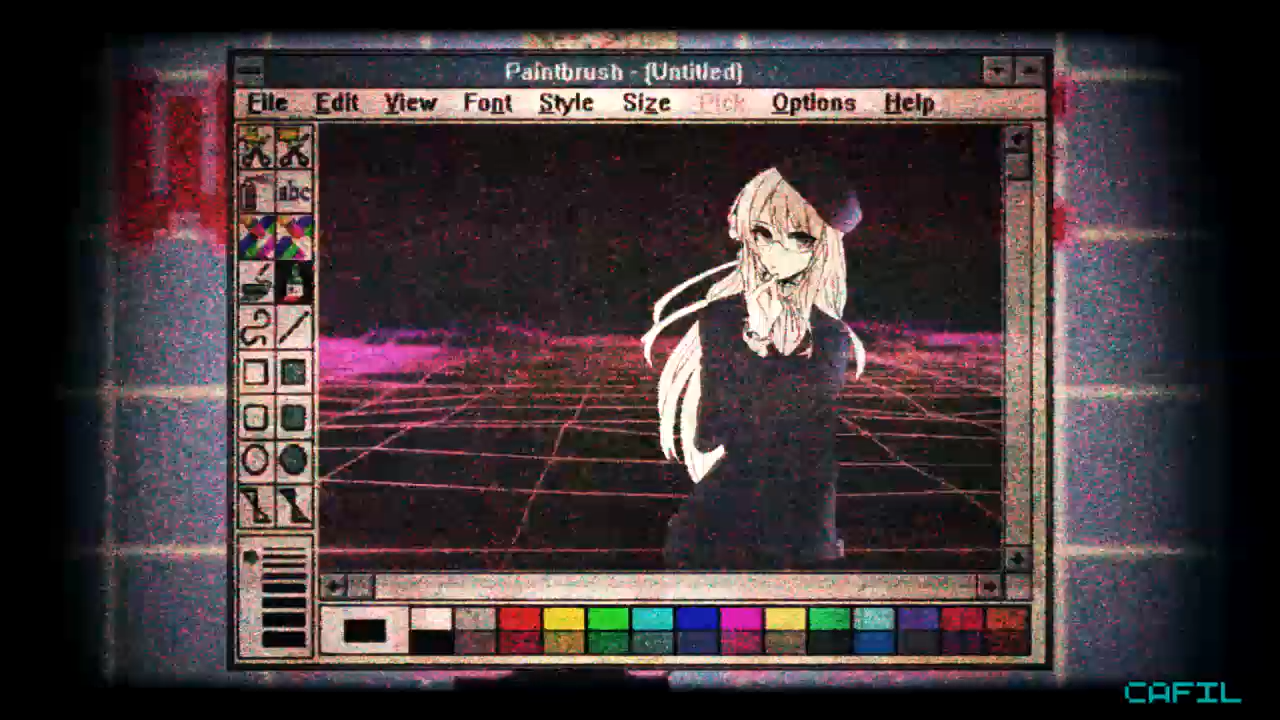 Paintbrush - (Untitled)
File Edit View Font Style Size Pick Options Help
abc
CAFIL